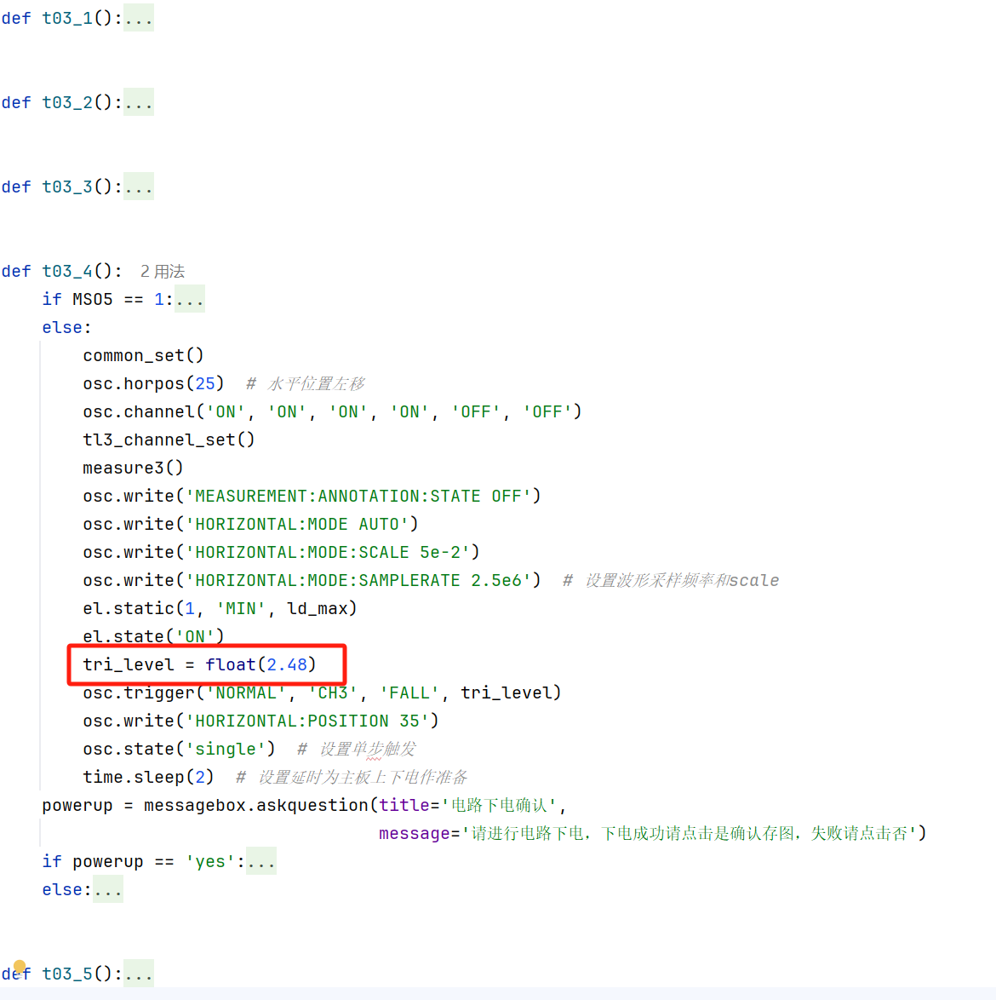 def t03_1():...
def t03_2():...
def t03_3():...
def t03_4():  2 用法
    if MSO5 == 1:...
    else:
        common_set()
        osc.horpos(25)  # 水平位置左移
        osc.channel('ON', 'ON', 'ON', 'ON', 'OFF', 'OFF')
        tl3_channel_set()
        measure3()
        osc.write('MEASUREMENT:ANNOTATION:STATE OFF')
        osc.write('HORIZONTAL:MODE AUTO')
        osc.write('HORIZONTAL:MODE:SCALE 5e-2')
        osc.write('HORIZONTAL:MODE:SAMPLERATE 2.5e6')  # 设置波形采样频率和scale
        el.static(1, 'MIN', ld_max)
        el.state('ON')
        tri_level = float(2.48)
        osc.trigger('NORMAL', 'CH3', 'FALL', tri_level)
        osc.write('HORIZONTAL:POSITION 35')
        osc.state('single')  # 设置单步触发
        time.sleep(2)  # 设置延时为主板上下电作准备
    powerup = messagebox.askquestion(title='电路下电确认',
                                     message='请进行电路下电，下电成功请点击是确认存图，失败请点击否')
    if powerup == 'yes':...
    else:...
def t03_5():...